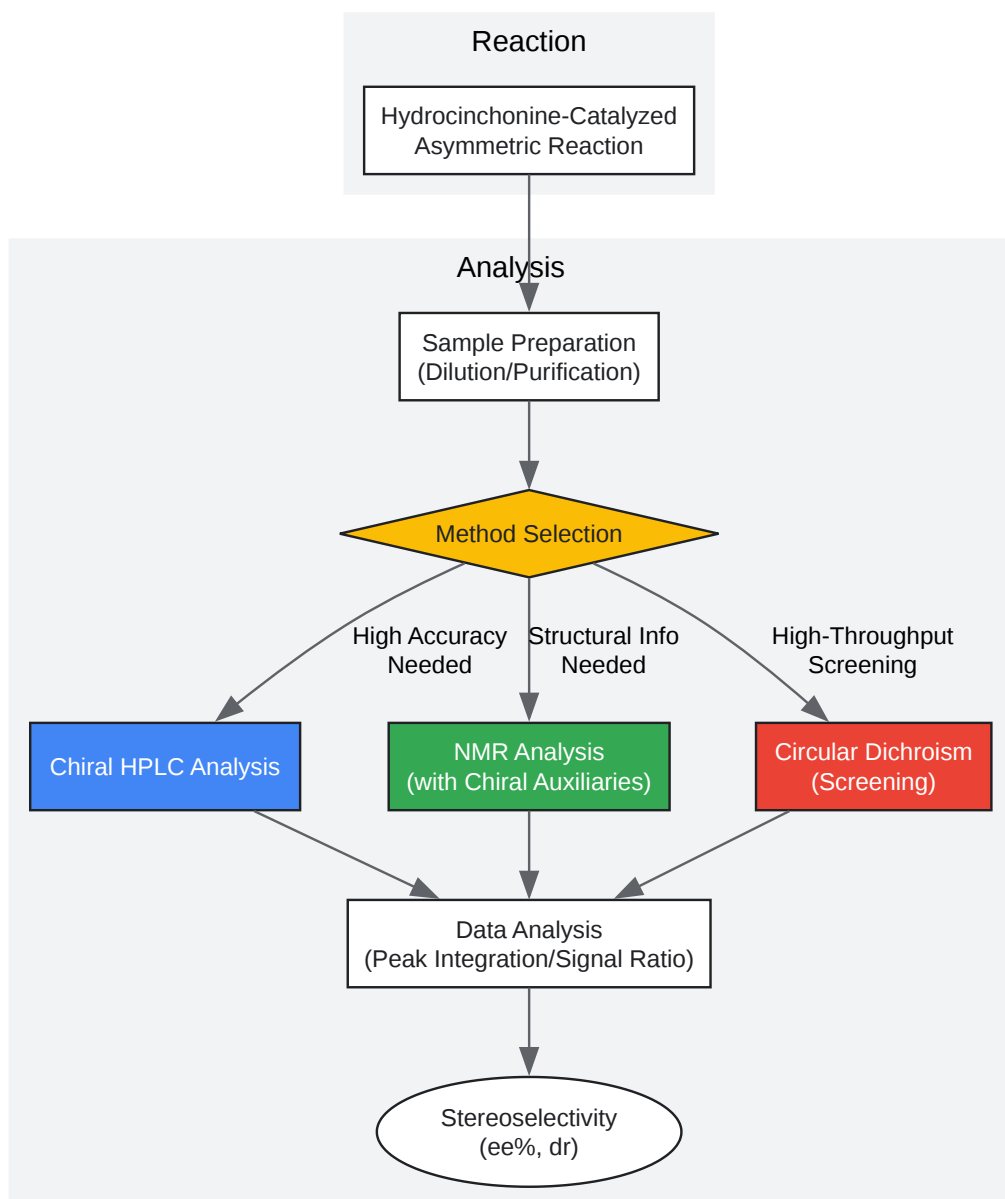 Reaction
Hydrocinchonine-Catalyzed
Asymmetric Reaction
Analysis
Sample Preparation
(Dilution/Purification)
Method Selection
High Accuracy
Needed
Structural Info
Needed
High-Throughput
Screening
Chiral HPLC Analysis
NMR Analysis
(with Chiral Auxiliaries)
Circular Dichroism
(Screening)
Data Analysis
(Peak Integration/Signal Ratio)
Stereoselectivity
(ee%, dr)